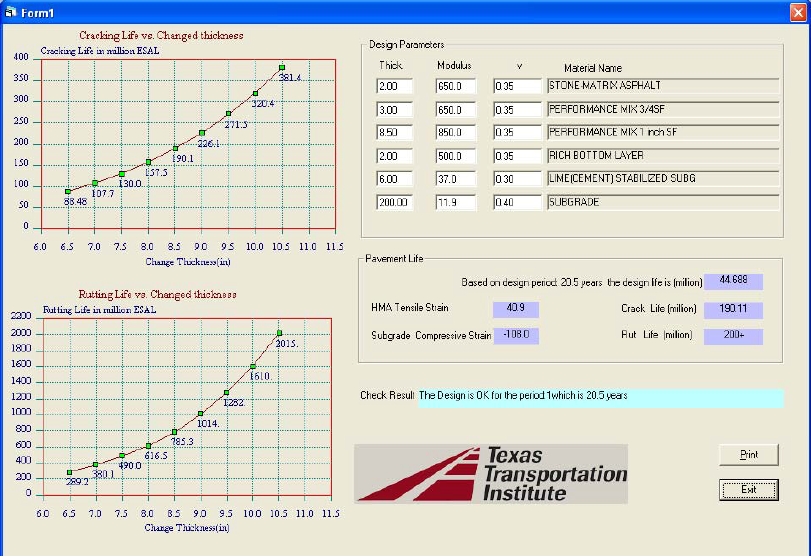 Form1
Cracking Life vs. Changed thickness
Cracking Life in million ESAL
400
350
300
250
200
150
100
50
0
88.48
107.7
130.0
157.5
190.1
226.1
271.5
320.4
381.4
6.0 6.5 7.0 7.5 8.0 8.5 9.0 9.5 10.0 10.5 11.0 11.5
Change Thickness(in)
Rutting Life vs. Changed thickness
Rutting Life in million ESAL
2200
2000
1800
1600
1400
1200
1000
800
600
400
200
0
289.2
380.1
490.0
616.5
785.3
1014.
1282.
1610.
2015.
6.0 6.5 7.0 7.5 8.0 8.5 9.0 9.5 10.0 10.5 11.0 11.5
Change Thickness(in)
Design Parameters
Thick. Modulus v Material Name
2.00 650.0 0.35 STONE-MATRIX ASPHALT
3.00 650.0 0.35 PERFORMANCE MIX 3/4SF
8.50 850.0 0.35 PERFORMANCE MIX 1 inch SF
2.00 500.0 0.35 RICH BOTTOM LAYER
6.00 37.0 0.30 LIME(CEMENT) STABILIZED SUBG
200.00 11.9 0.40 SUBGRADE
Pavement Life
Based on design period: 20.5 years the design life is (milion) 44.688
HMA Tensile Strain 40.9 Crack Life (milion) 190.11
Subgrade Compressive Strain -108.0 Rut Life (milion) 200+
Check Result The Design is OK for the period:1which is 20.5 years
Texas
Transportation
Institute
Print
Exit